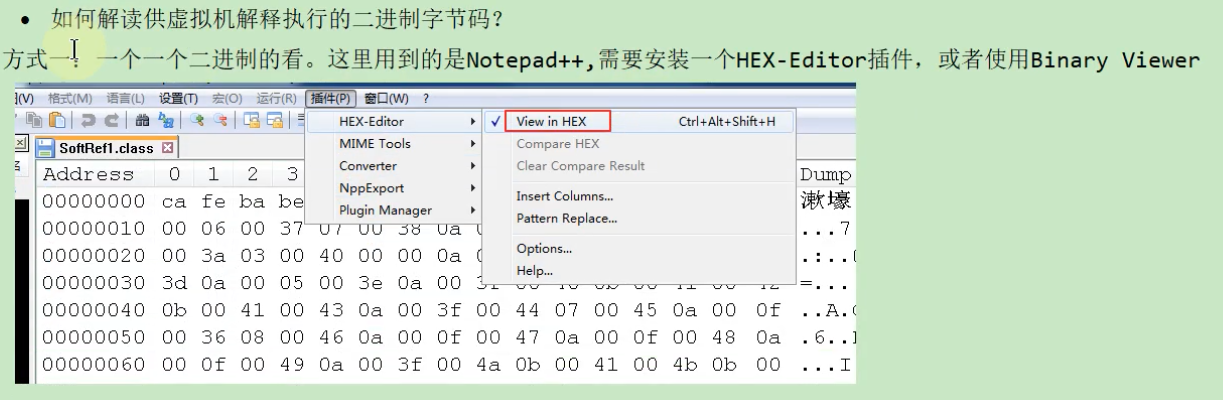 • 如何解读供虚拟机解释执行的二进制字节码？
方式一：一个一个二进制的看。这里用到的是Notepad++,需要安装一个HEX-Editor插件，或者使用Binary Viewer
(V) 格式(M) 语言(L) 设置(T) 宏(O) 运行(R) 插件(P) 窗口(W) ?
HEX-Editor
MIME Tools
Converter
NppExport
Plugin Manager
View in HEX Ctrl+Alt+Shift+H
Compare HEX
Clear Compare Result
Insert Columns...
Pattern Replace...
Options...
Help...
SoftRef1.class
Address 0 1 2 3 Dump
00000000 ca fe ba be
00000010 00 06 00 37 07 00 38 0a ...7
00000020 00 3a 03 00 40 00 00 0a .:..
00000030 3d 0a 00 05 00 3e 0a 00 =...
00000040 0b 00 41 00 43 0a 00 3f 00 44 07 00 45 0a 00 0f ..A.
00000050 00 36 08 00 46 0a 00 0f 00 47 0a 00 0f 00 48 0a .6..
00000060 00 0f 00 49 0a 00 3f 00 4a 0b 00 41 00 4b 0b 00 ...I